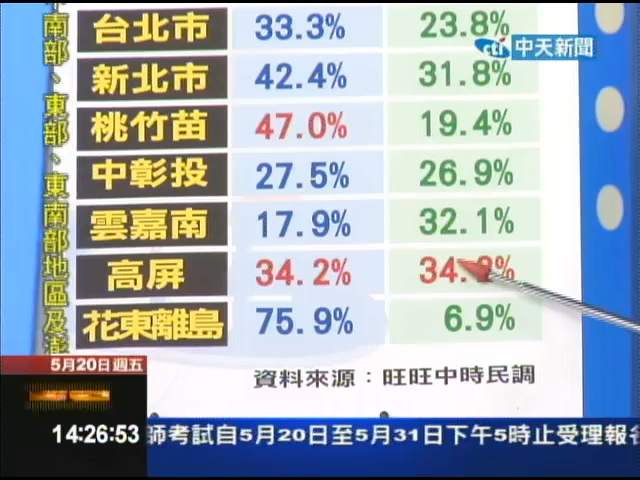 南部、東部、東南部地區及澎
台北市 33.3% 23.8%
cti 中天新聞
新北市 42.4% 31.8%
桃竹苗 47.0% 19.4%
中彰投 27.5% 26.9%
雲嘉南 17.9% 32.1%
高屏 34.2%
花東離島 75.9% 6.9%
資料來源：旺旺中時民調
5月20日週五
14:26:53
師考試自5月20日至5月31日下午5時止受理報名